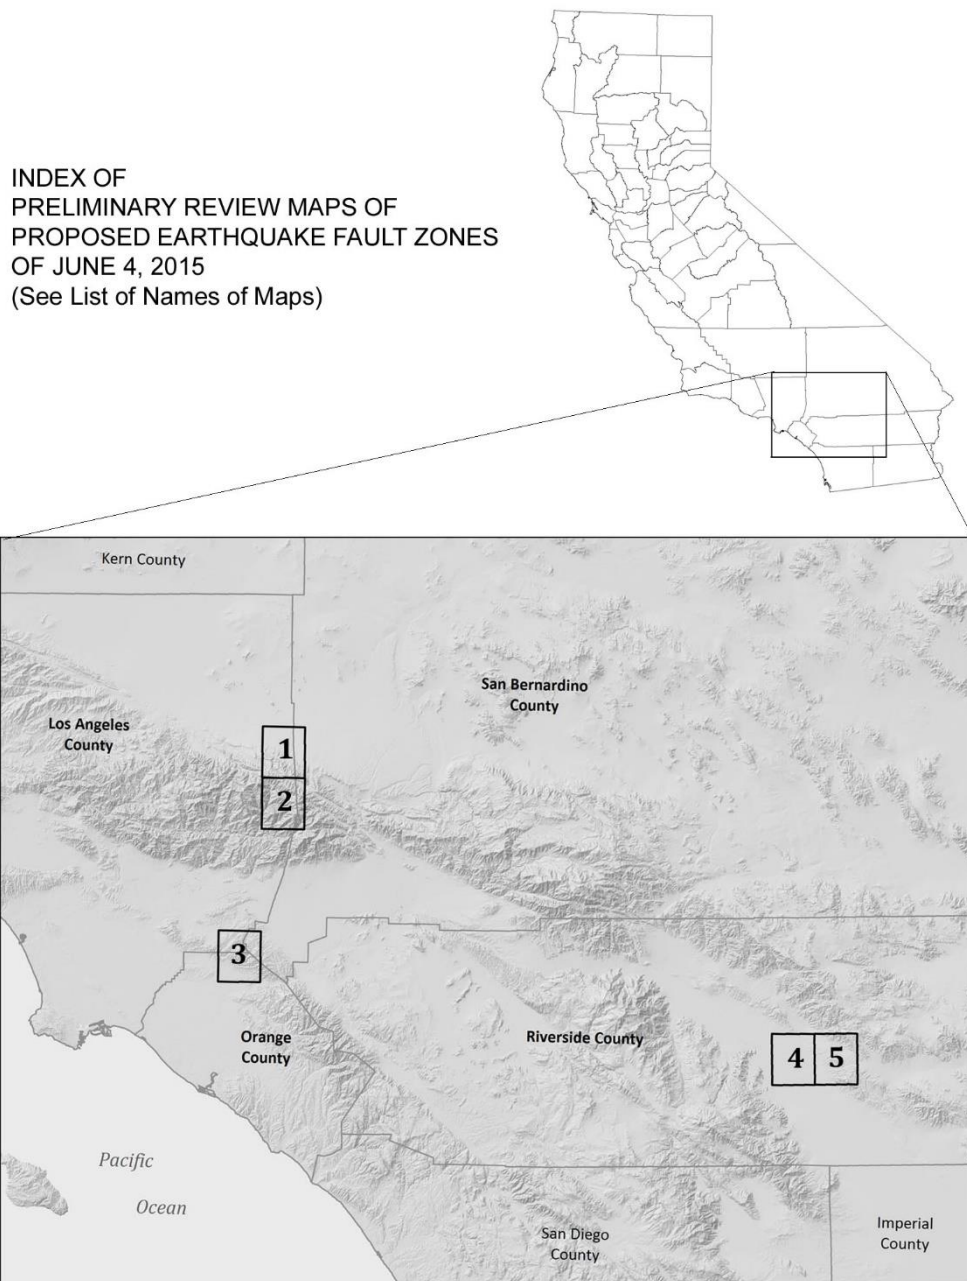 INDEX OF
PRELIMINARY REVIEW MAPS OF
PROPOSED EARTHQUAKE FAULT ZONES
OF JUNE 4, 2015
(See List of Names of Maps)
Kern County
San Bernardino
County
Los Angeles
County
1
2
3
Orange
County
Riverside County
4 5
Pacific
Ocean
San Diego
County
Imperial
County